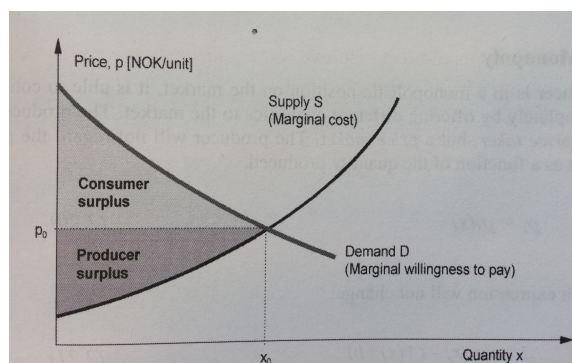 Price, p [NOK/unit]
Supply S
(Marginal cost)
Consumer
surplus
p₀
Producer
surplus
Demand D
(Marginal willingness to pay)
x₀
Quantity x